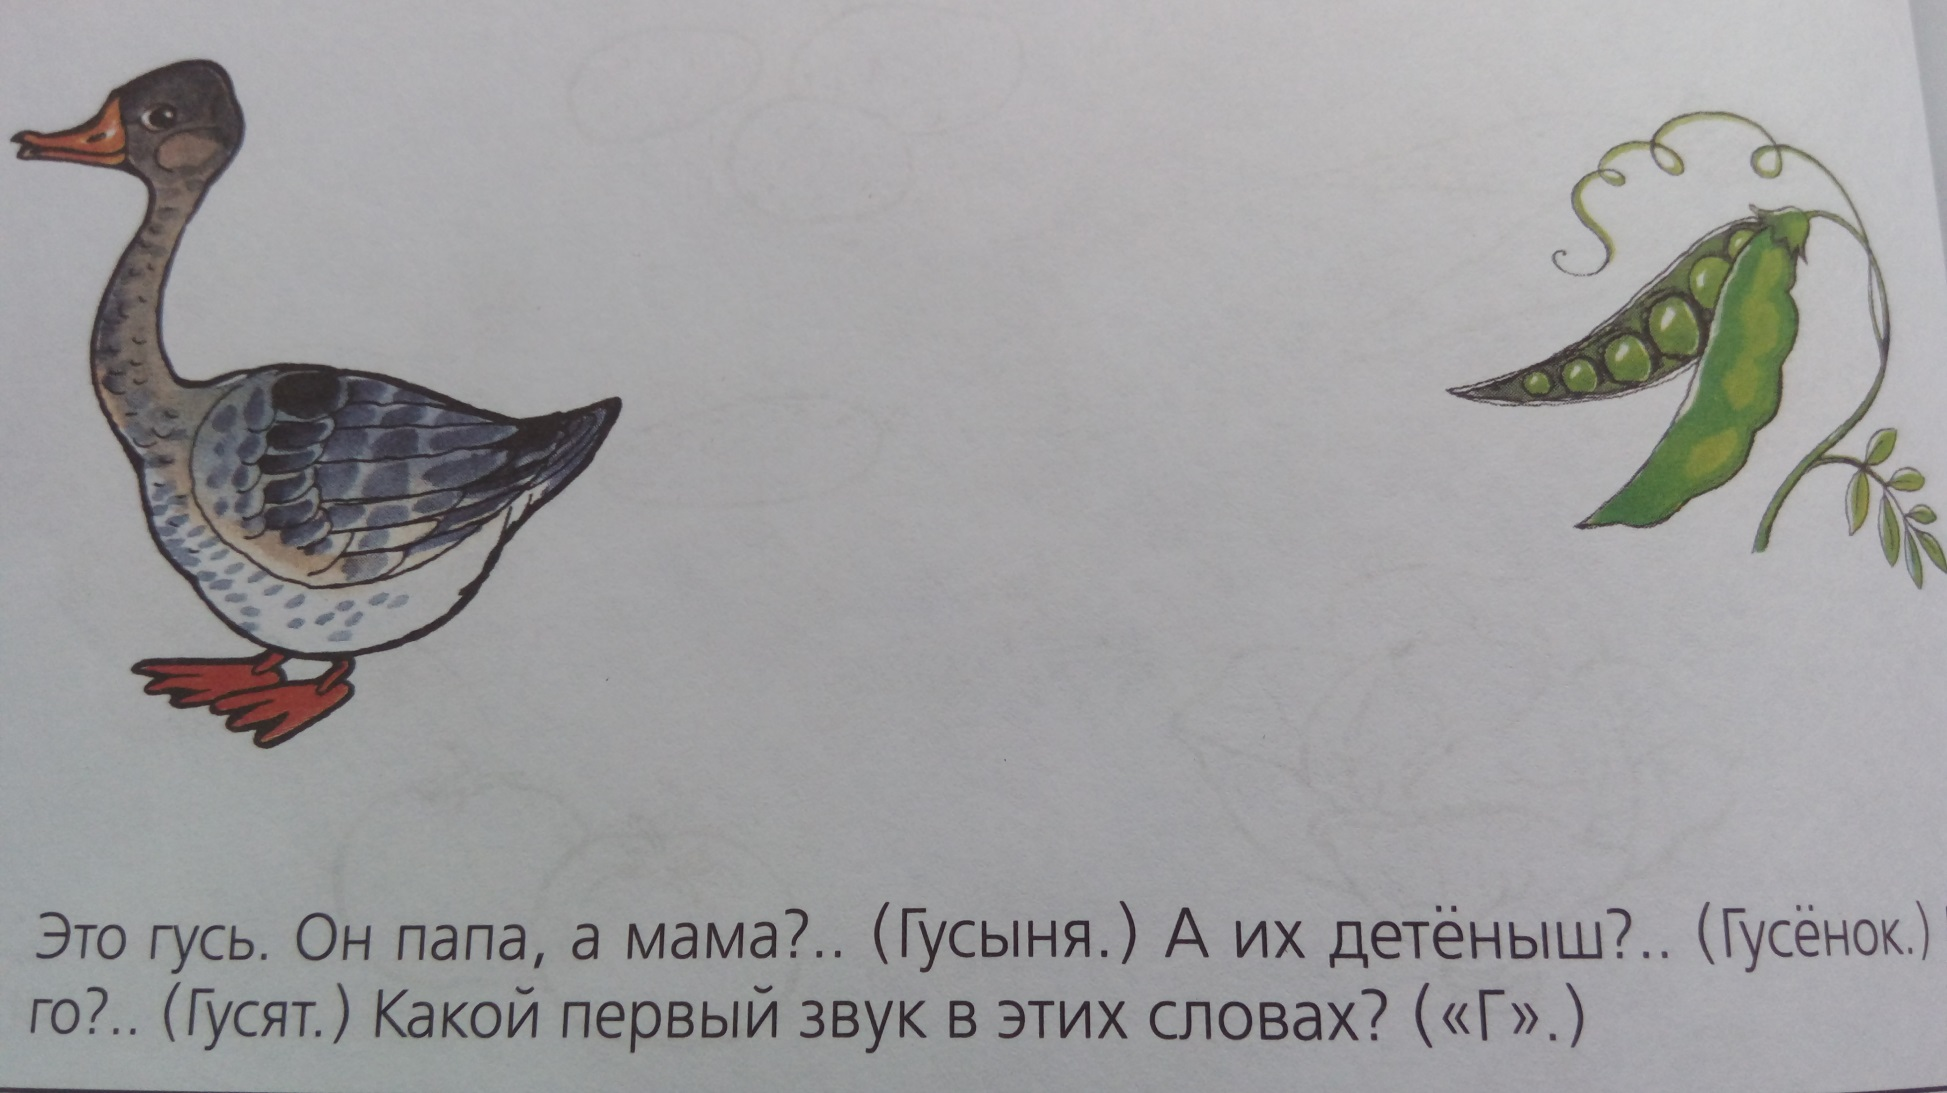 Это гусь. Он папа, а мама?.. (Гусыня.) А их детёныш?.. (Гусёнок.)
го?.. (Гусят.) Какой первый звук в этих словах? («Г».)